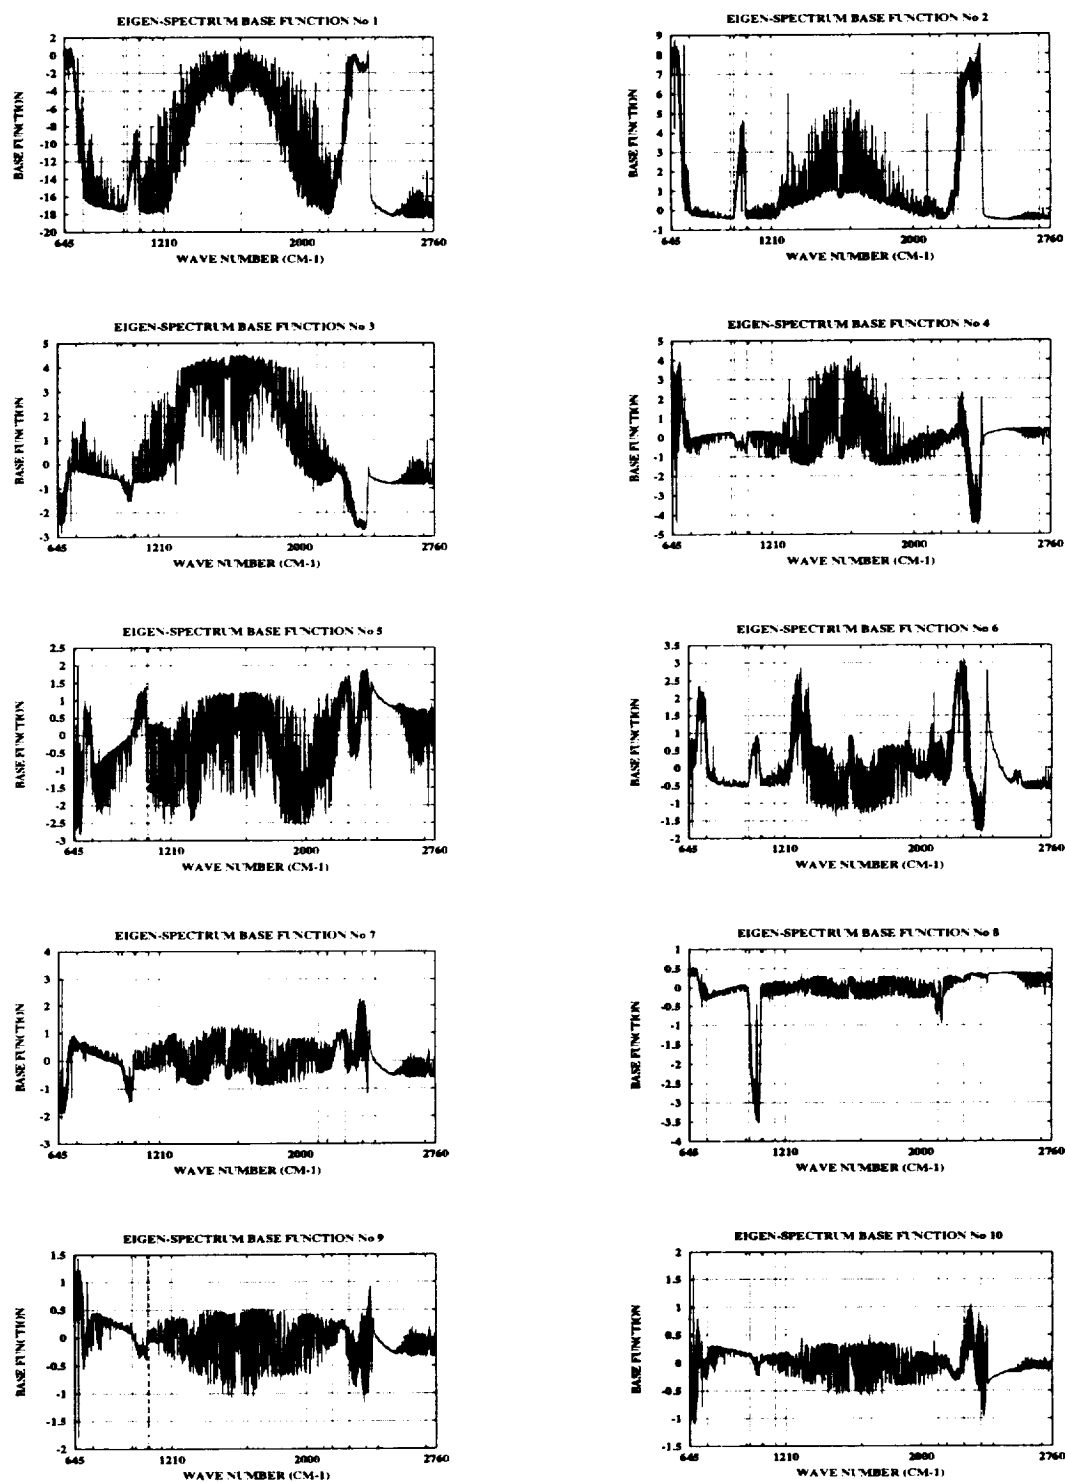 EIGEN-SPECTRUM BASE FUNCTION No 1
2
0
-2
-4
-6
-8
-10
-12
-14
-16
-18
-20
BASE FUNCTION
645 1210 2000 2760
WAVE NUMBER (CM-1)
EIGEN-SPECTRUM BASE FUNCTION No 2
9
8
7
6
5
4
3
2
1
0
-1
BASE FUNCTION
645 1210 2000 2760
WAVE NUMBER (CM-1)
EIGEN-SPECTRUM BASE FUNCTION No 3
5
4
3
2
1
0
-1
-2
-3
BASE FUNCTION
645 1210 2000 2760
WAVE NUMBER (CM-1)
EIGEN-SPECTRUM BASE FUNCTION No 4
5
4
3
2
1
0
-1
-2
-3
-4
-5
BASE FUNCTION
645 1210 2000 2760
WAVE NUMBER (CM-1)
EIGEN-SPECTRUM BASE FUNCTION No 5
2.5
2
1.5
1
0.5
0
-0.5
-1
-1.5
-2
-2.5
-3
BASE FUNCTION
645 1210 2000 2760
WAVE NUMBER (CM-1)
EIGEN-SPECTRUM BASE FUNCTION No 6
3.5
3
2.5
2
1.5
1
0.5
0
-0.5
-1
-1.5
-2
BASE FUNCTION
645 1210 2000 2760
WAVE NUMBER (CM-1)
EIGEN-SPECTRUM BASE FUNCTION No 7
4
3
2
1
0
-1
-2
-3
BASE FUNCTION
645 1210 2000 2760
WAVE NUMBER (CM-1)
EIGEN-SPECTRUM BASE FUNCTION No 8
1
0.5
0
-0.5
-1
-1.5
-2
-2.5
-3
-3.5
-4
BASE FUNCTION
645 1210 2000 2760
WAVE NUMBER (CM-1)
EIGEN-SPECTRUM BASE FUNCTION No 9
1.5
1
0.5
0
-0.5
-1
-1.5
-2
BASE FUNCTION
645 1210 2000 2760
WAVE NUMBER (CM-1)
EIGEN-SPECTRUM BASE FUNCTION No 10
2
1.5
1
0.5
0
-0.5
-1
-1.5
BASE FUNCTION
645 1210 2000 2760
WAVE NUMBER (CM-1)